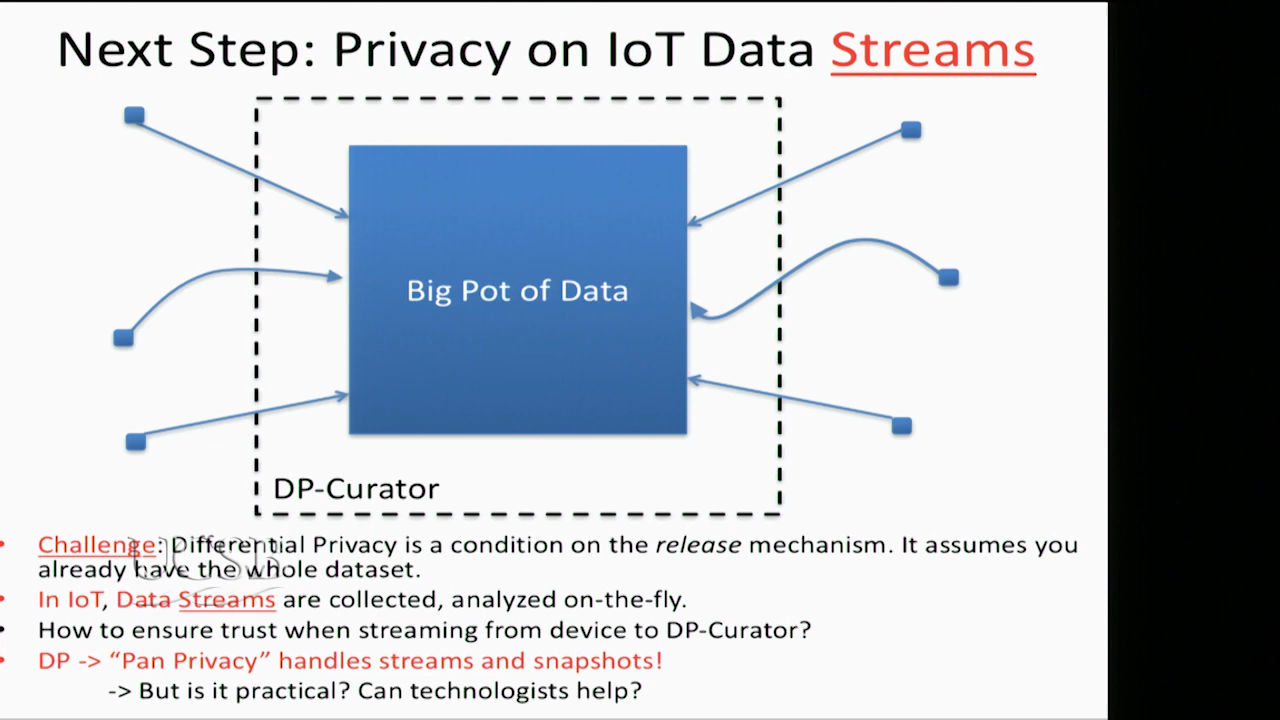 Next Step: Privacy on IoT Data Streams
Big Pot of Data
DP-Curator
• Challenge: Differential Privacy is a condition on the release mechanism. It assumes you
already have the whole dataset.
• In IoT, Data Streams are collected, analyzed on-the-fly.
• How to ensure trust when streaming from device to DP-Curator?
• DP -> “Pan Privacy” handles streams and snapshots!
-> But is it practical? Can technologists help?